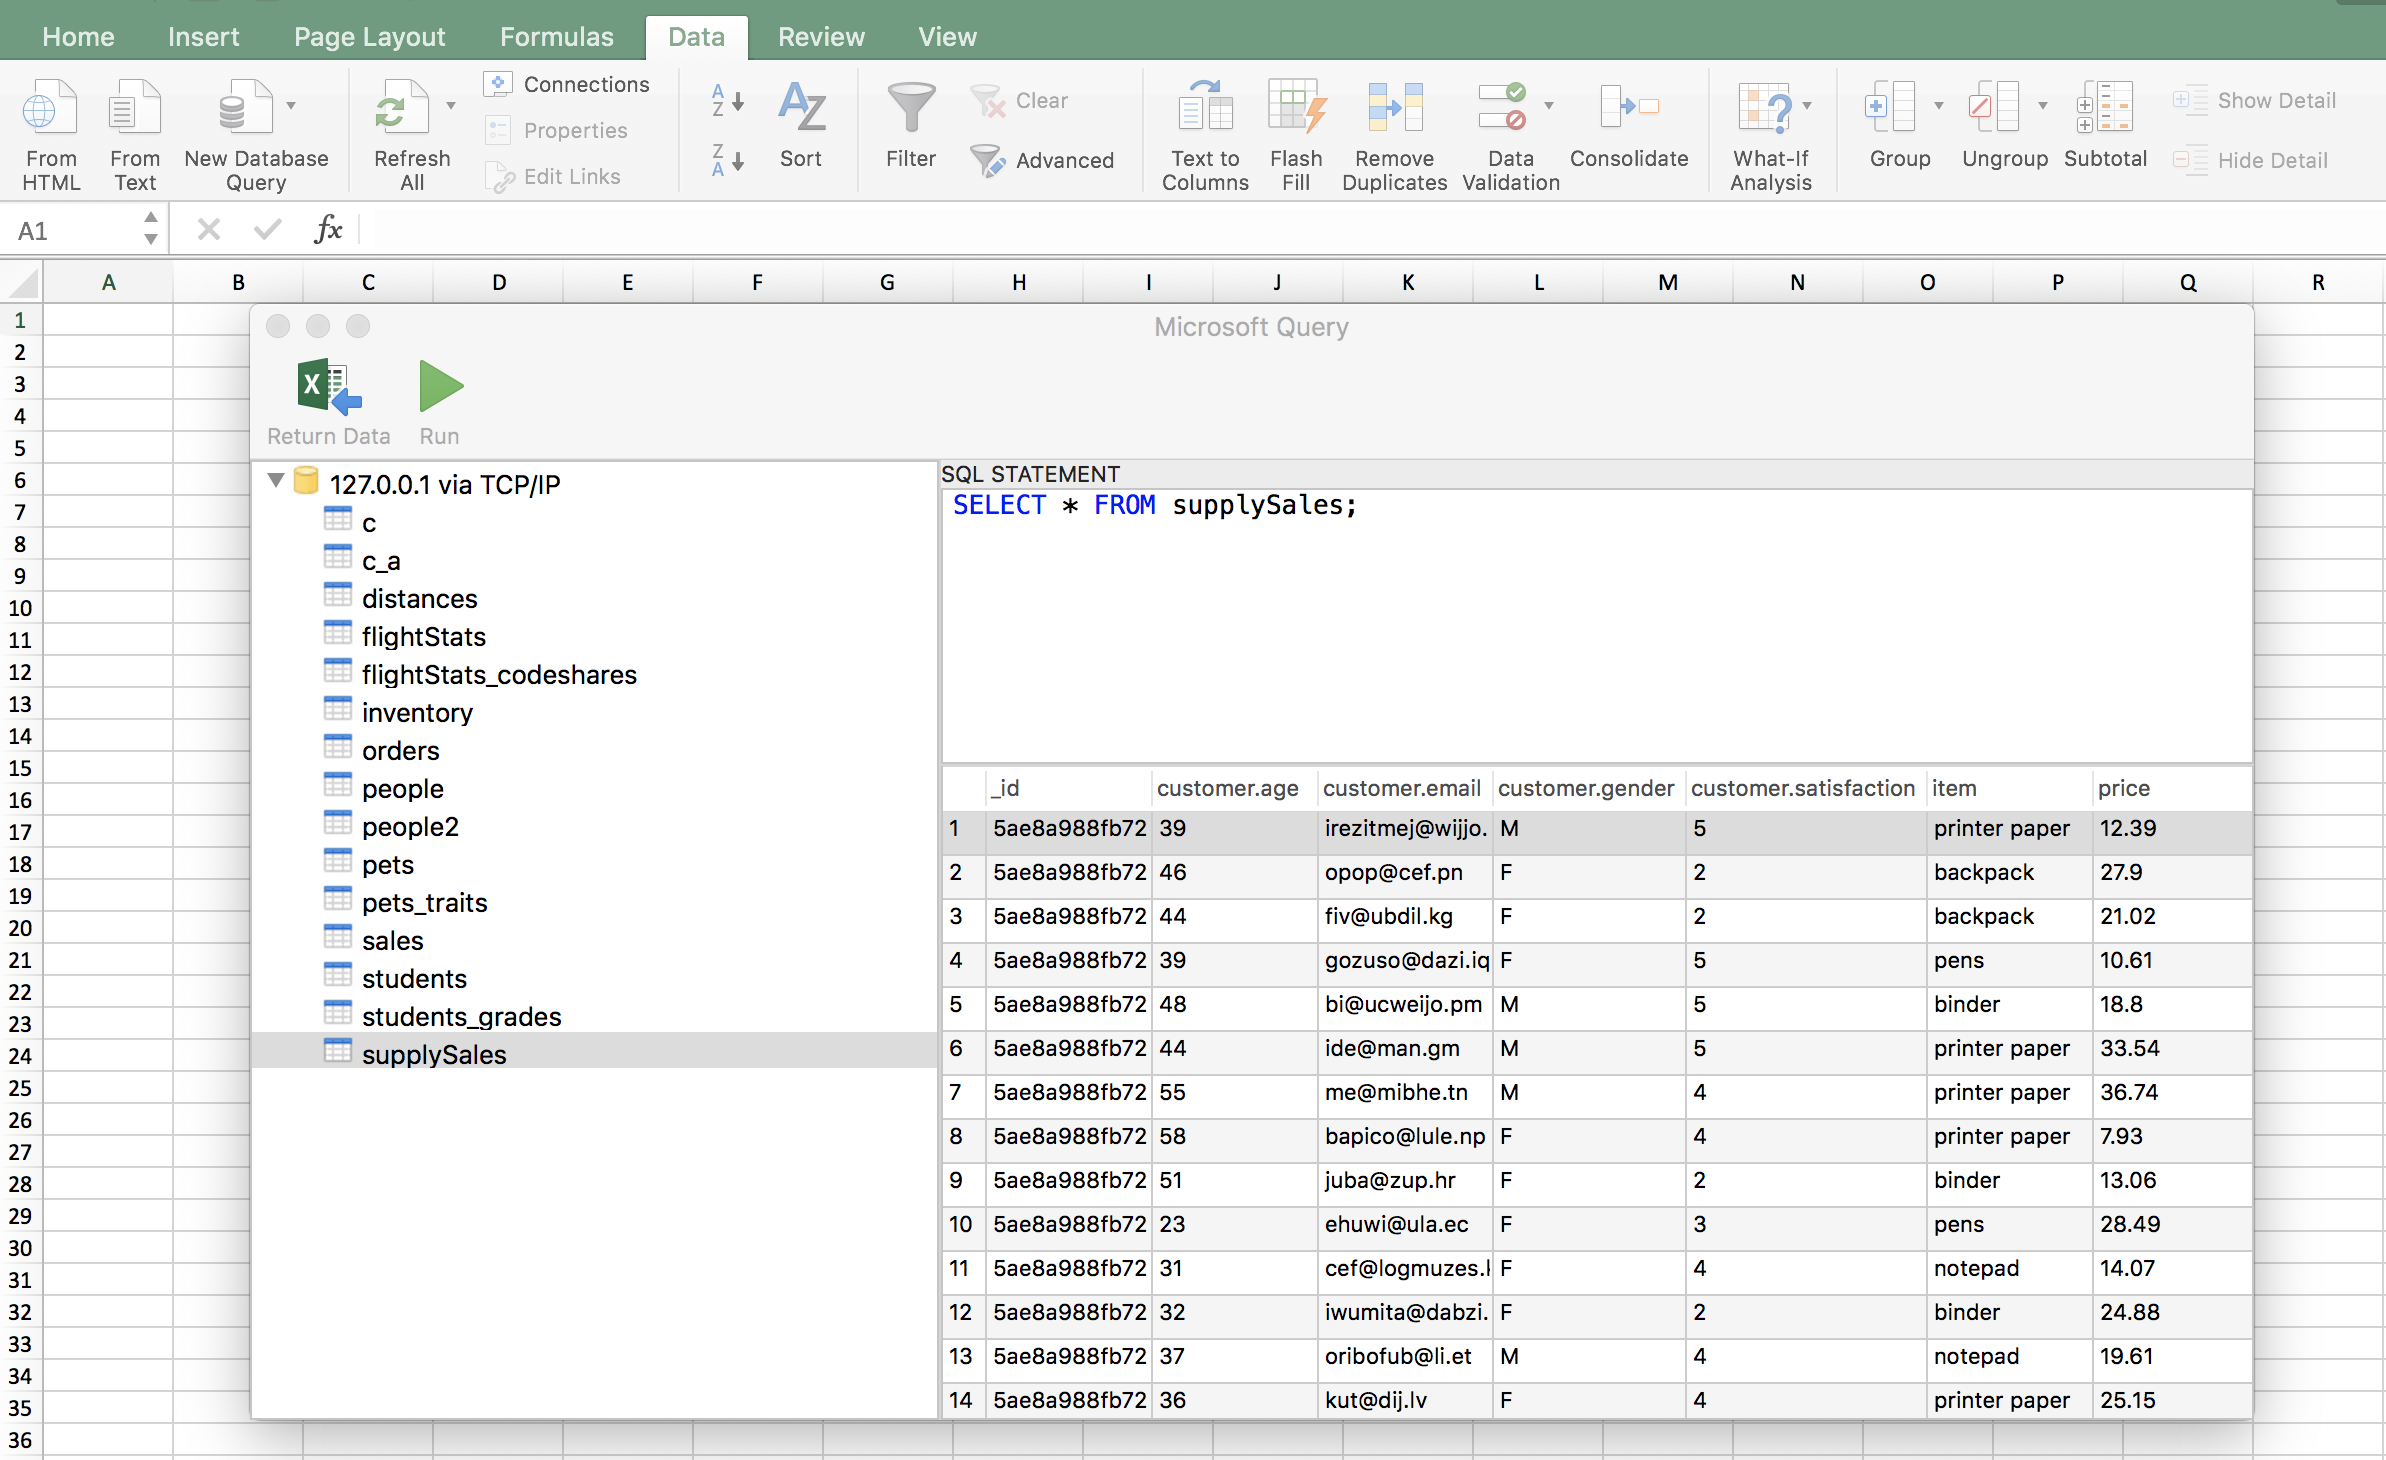 Home Insert Page Layout Formulas Data Review View
From HTML
From Text
New Database Query
Refresh All
Connections
Properties
Edit Links
A Z
Z A
Sort
Filter
Clear
Advanced
Text to Columns
Flash Fill
Remove Duplicates
Data Validation
Consolidate
What-If Analysis
Group
Ungroup
Subtotal
Show Detail
Hide Detail
A1 fx
A B C D E F G H I J K L M N O P Q R
1
2
3
4
5
6
7
8
9
10
11
12
13
14
15
16
17
18
19
20
21
22
23
24
25
26
27
28
29
30
31
32
33
34
35
36
Microsoft Query
Return Data Run
127.0.0.1 via TCP/IP
c
c_a
distances
flightStats
flightStats_codeshares
inventory
orders
people
people2
pets
pets_traits
sales
students
students_grades
supplySales
SQL STATEMENT
SELECT * FROM supplySales;
_id customer.age customer.email customer.gender customer.satisfaction item price
1 5ae8a988fb72 39 irezitmej@wijjo. M 5 printer paper 12.39
2 5ae8a988fb72 46 opop@cef.pn F 2 backpack 27.9
3 5ae8a988fb72 44 fiv@ubdil.kg F 2 backpack 21.02
4 5ae8a988fb72 39 gozuso@dazi.iq F 5 pens 10.61
5 5ae8a988fb72 48 bi@ucweijo.pm M 5 binder 18.8
6 5ae8a988fb72 44 ide@man.gm M 5 printer paper 33.54
7 5ae8a988fb72 55 me@mibhe.tn M 4 printer paper 36.74
8 5ae8a988fb72 58 bapico@lule.np F 4 printer paper 7.93
9 5ae8a988fb72 51 juba@zup.hr F 2 binder 13.06
10 5ae8a988fb72 23 ehuwi@ula.ec F 3 pens 28.49
11 5ae8a988fb72 31 cef@logmuzes. F 4 notepad 14.07
12 5ae8a988fb72 32 iwumita@dabzi. F 2 binder 24.88
13 5ae8a988fb72 37 oribofub@li.et M 4 notepad 19.61
14 5ae8a988fb72 36 kut@dij.lv F 4 printer paper 25.15